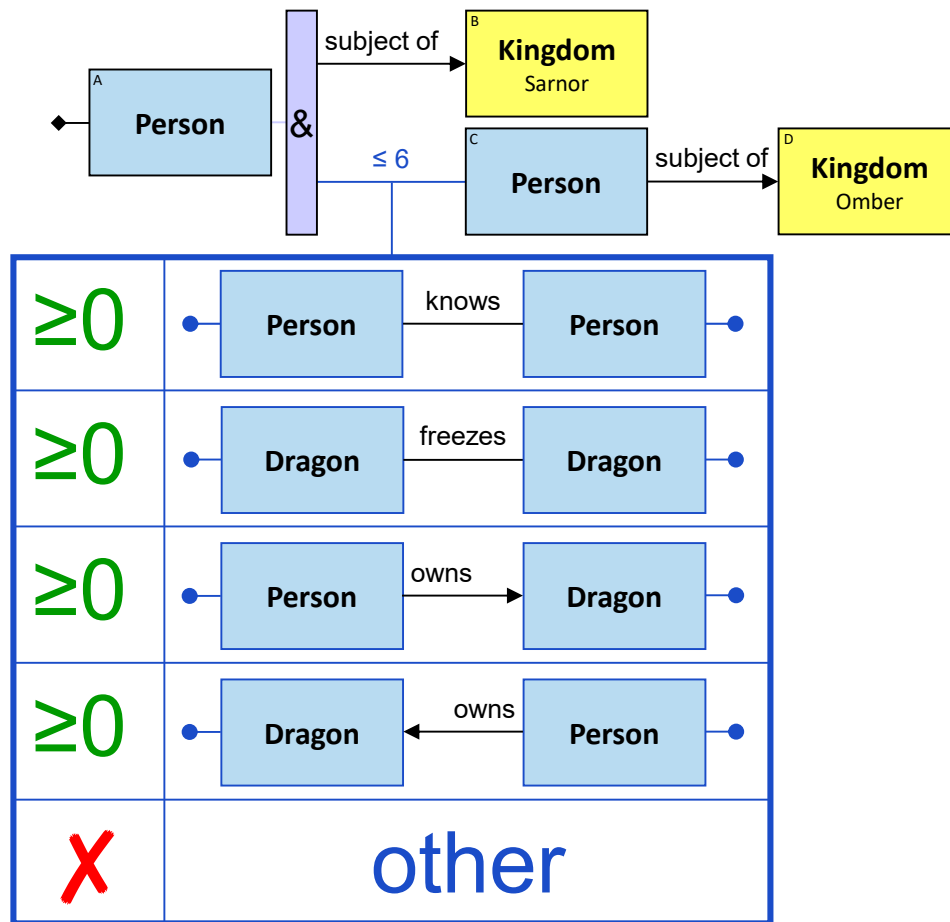 subject of
B
Kingdom
Sarnor
A
Person
&
≤ 6
C
Person
subject of
D
Kingdom
Omber
≥0
Person
knows
Person
≥0
Dragon
freezes
Dragon
≥0
Person
owns
Dragon
≥0
Dragon
owns
Person
✗
other